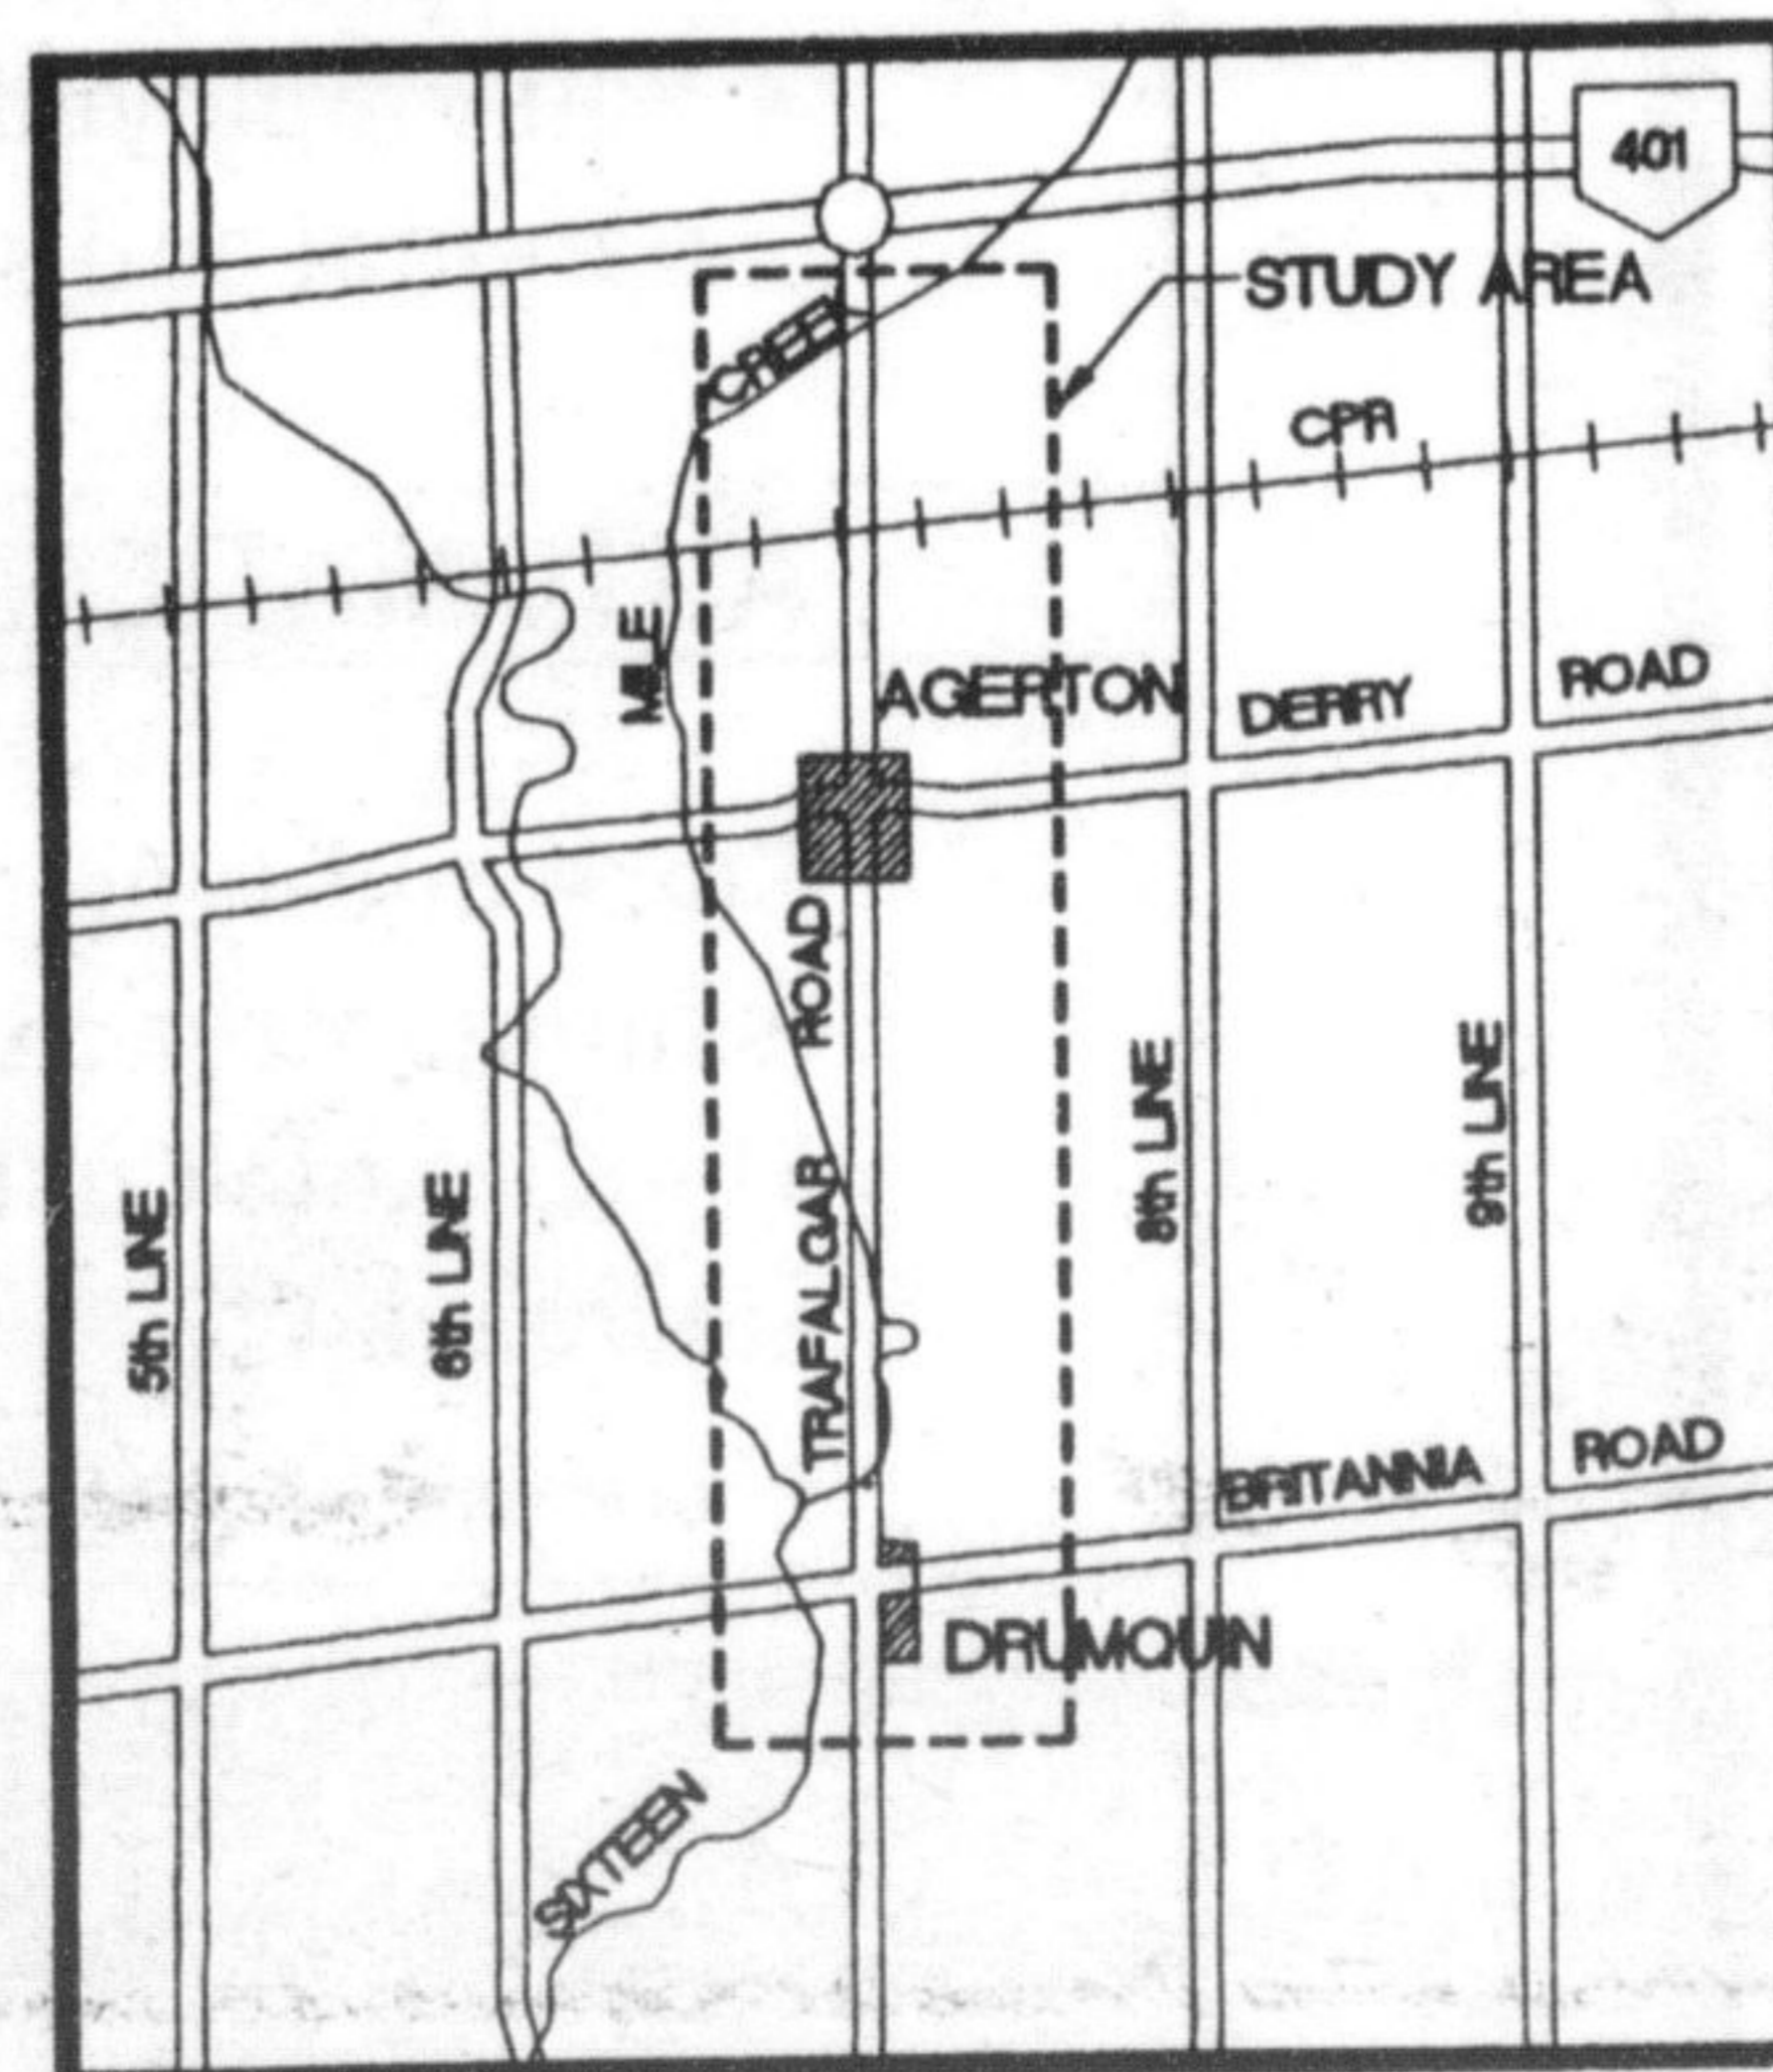 401
STUDY AREA
CREEK
CPR
MILE
AGERTON
DERRY ROAD
ROAD
TRAFALGAR
5th LINE
6th LINE
8th LINE
9th LINE
BRITANNIA ROAD
DRUMQUIN
SIXTEEN